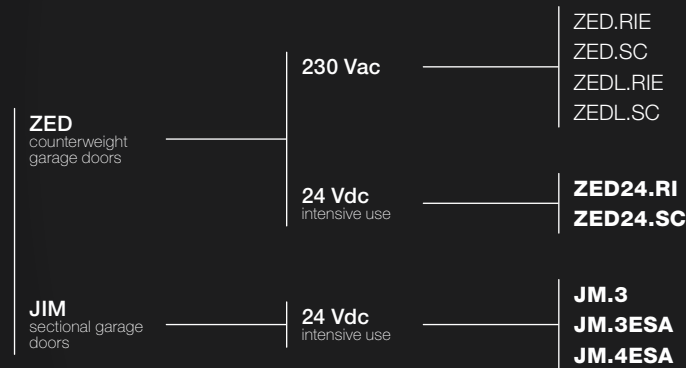 ZED
counterweight
garage doors
230 Vac
ZED.RIE
ZED.SC
ZEDL.RIE
ZEDL.SC
24 Vdc
intensive use
ZED24.RI
ZED24.SC
JIM
sectional garage
doors
24 Vdc
intensive use
JM.3
JM.3ESA
JM.4ESA